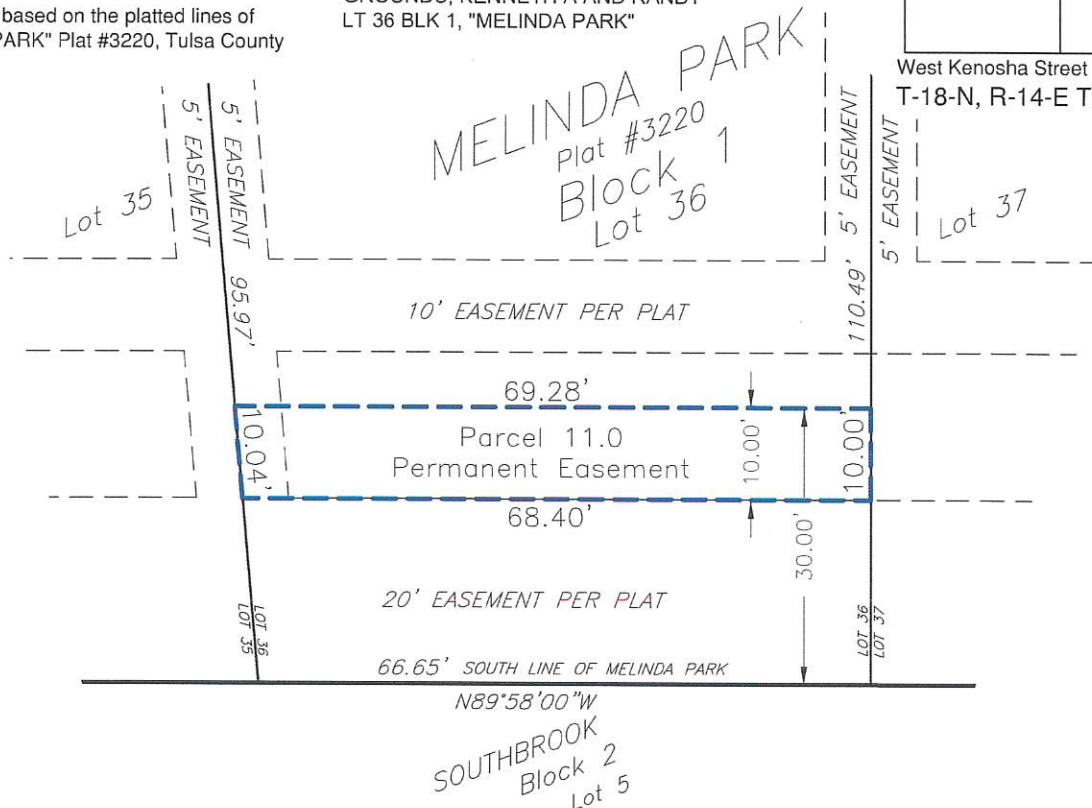 based on the platted lines of
PARK" Plat #3220, Tulsa County
LT 36 BLK 1, "MELINDA PARK"
West Kenosha Street
T-18-N, R-14-E T
MELINDA PARK
Plat #3220
Block 1
Lot 36
Lot 35
5' EASEMENT
5' EASEMENT
95.97'
110.49'
5' EASEMENT
5' EASEMENT
Lot 37
10' EASEMENT PER PLAT
69.28'
10.04'
Parcel 11.0
Permanent Easement
10.00'
10.00'
68.40'
30.00'
20' EASEMENT PER PLAT
LOT 35
LOT 36
LOT 36
LOT 37
66.65' SOUTH LINE OF MELINDA PARK
N89°58'00"W
SOUTHBROOK
Block 2
Lot 5